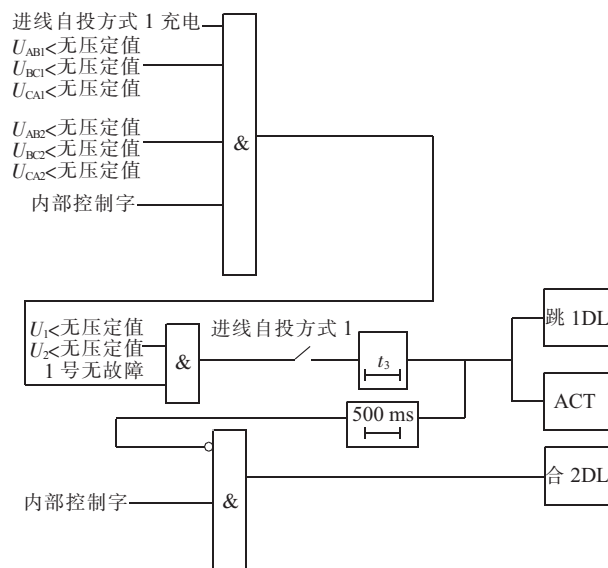 进线自投方式 1 充电
U_AB1<无压定值
U_BC1<无压定值
U_CA1<无压定值
U_AB2<无压定值
U_BC2<无压定值
U_CA2<无压定值
&
内部控制字
U_1<无压定值
U_2<无压定值
1 号无故障
&
进线自投方式 1
t_3
跳 1DL
ACT
500 ms
合 2DL
内部控制字
&